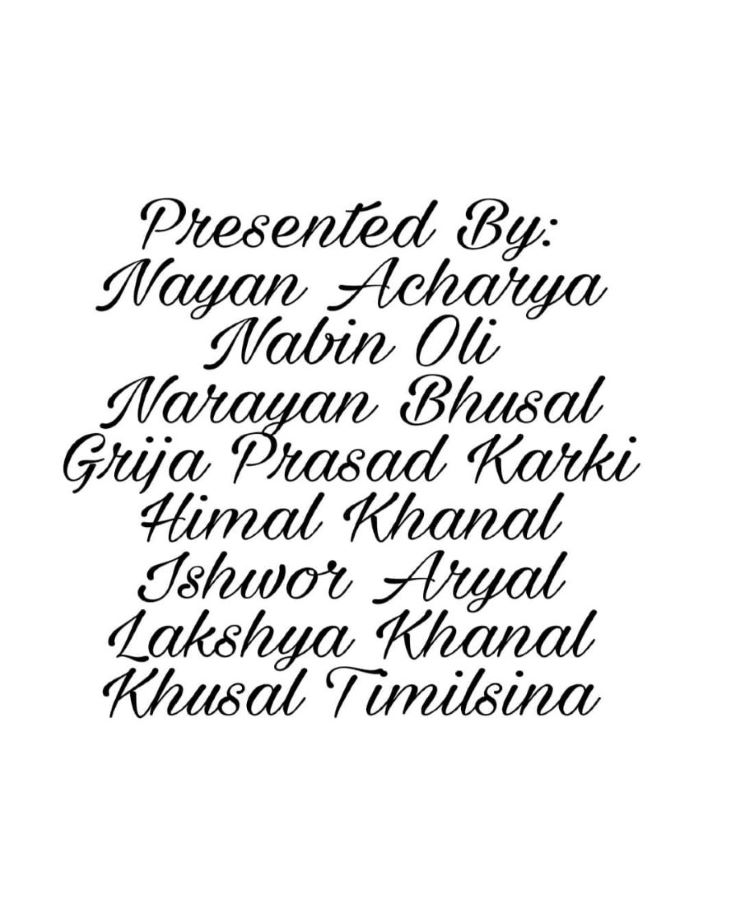 Presented By:
Nayan Acharya
Nabin Oli
Narayan Bhusal
Grija Prasad Karki
Himal Khanal
Ishwor Aryal
Lakshya Khanal
Khusal Timilsina